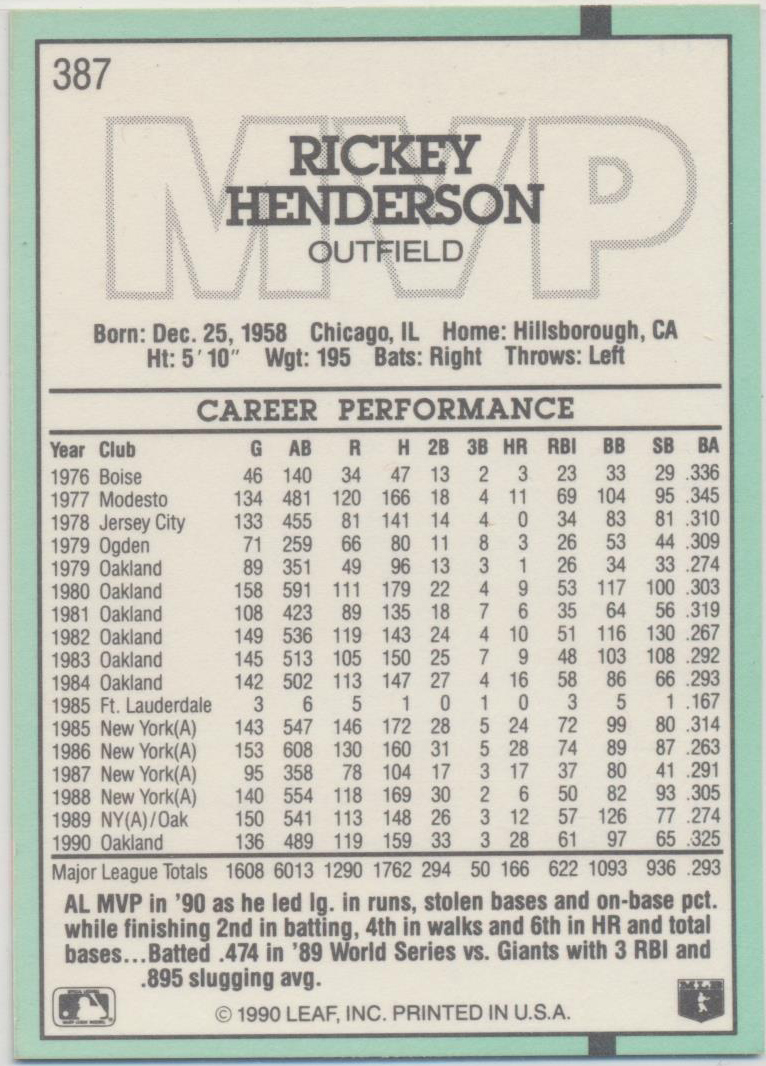 387
MVP
RICKEY
HENDERSON
OUTFIELD
Born: Dec. 25, 1958 Chicago, IL Home: Hillsborough, CA
Ht: 5' 10" Wgt: 195 Bats: Right Throws: Left
CAREER PERFORMANCE
Year Club G AB R H 2B 3B HR RBI BB SB BA
1976 Boise 46 140 34 47 13 2 3 23 33 29 .336
1977 Modesto 134 481 120 166 18 4 11 69 104 95 .345
1978 Jersey City 133 455 81 141 14 4 0 34 83 81 .310
1979 Ogden 71 259 66 80 11 8 3 26 53 44 .309
1979 Oakland 89 351 49 96 13 3 1 26 34 33 .274
1980 Oakland 158 591 111 179 22 4 9 53 117 100 .303
1981 Oakland 108 423 89 135 18 7 6 35 64 56 .319
1982 Oakland 149 536 119 143 24 4 10 51 116 130 .267
1983 Oakland 145 513 105 150 25 7 9 48 103 108 .292
1984 Oakland 142 502 113 147 27 4 16 58 86 66 .293
1985 Ft. Lauderdale 3 6 5 1 0 1 0 3 5 1 .167
1985 New York(A) 143 547 146 172 28 5 24 72 99 80 .314
1986 New York(A) 153 608 130 160 31 5 28 74 89 87 .263
1987 New York(A) 95 358 78 104 17 3 17 37 80 41 .291
1988 New York(A) 140 554 118 169 30 2 6 50 82 93 .305
1989 NY(A)/Oak 150 541 113 148 26 3 12 57 126 77 .274
1990 Oakland 136 489 119 159 33 3 28 61 97 65 .325
Major League Totals 1608 6013 1290 1762 294 50 166 622 1093 936 .293
AL MVP in '90 as he led lg. in runs, stolen bases and on-base pct.
while finishing 2nd in batting, 4th in walks and 6th in HR and total
bases...Batted .474 in '89 World Series vs. Giants with 3 RBI and
.895 slugging avg.
© 1990 LEAF, INC. PRINTED IN U.S.A.
MLB